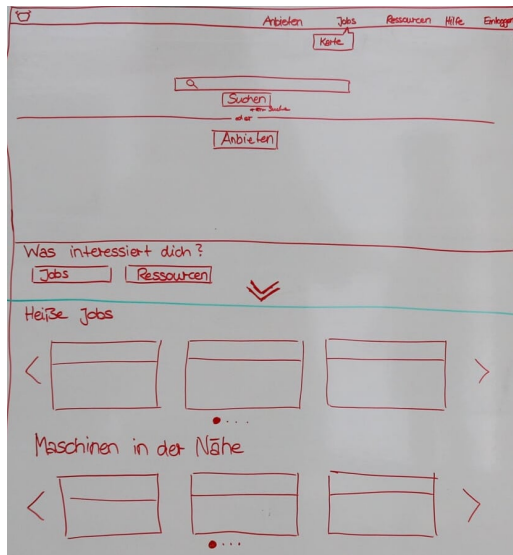 Anbieten Jobs Ressourcen Hilfe Einloggen
Karte
Suchen
oder
Anbieten
Was interessiert dich?
Jobs Ressourcen
Heiße Jobs
Maschinen in der Nähe